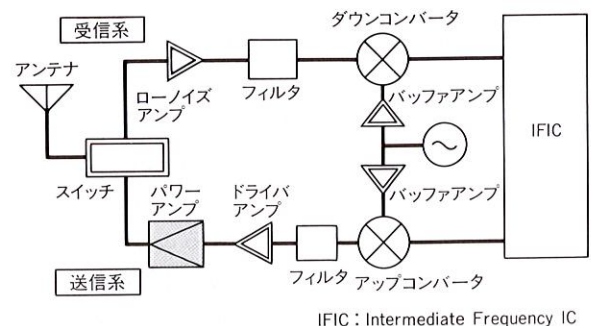 受信系
ダウンコンバータ
アンテナ
ローノイズ
アンプ
フィルタ
バッファアンプ
IFIC
スイッチ
パワー
アンプ
ドライバ
アンプ
バッファアンプ
送信系
フィルタ
アップコンバータ
IFIC：Intermediate Frequency IC